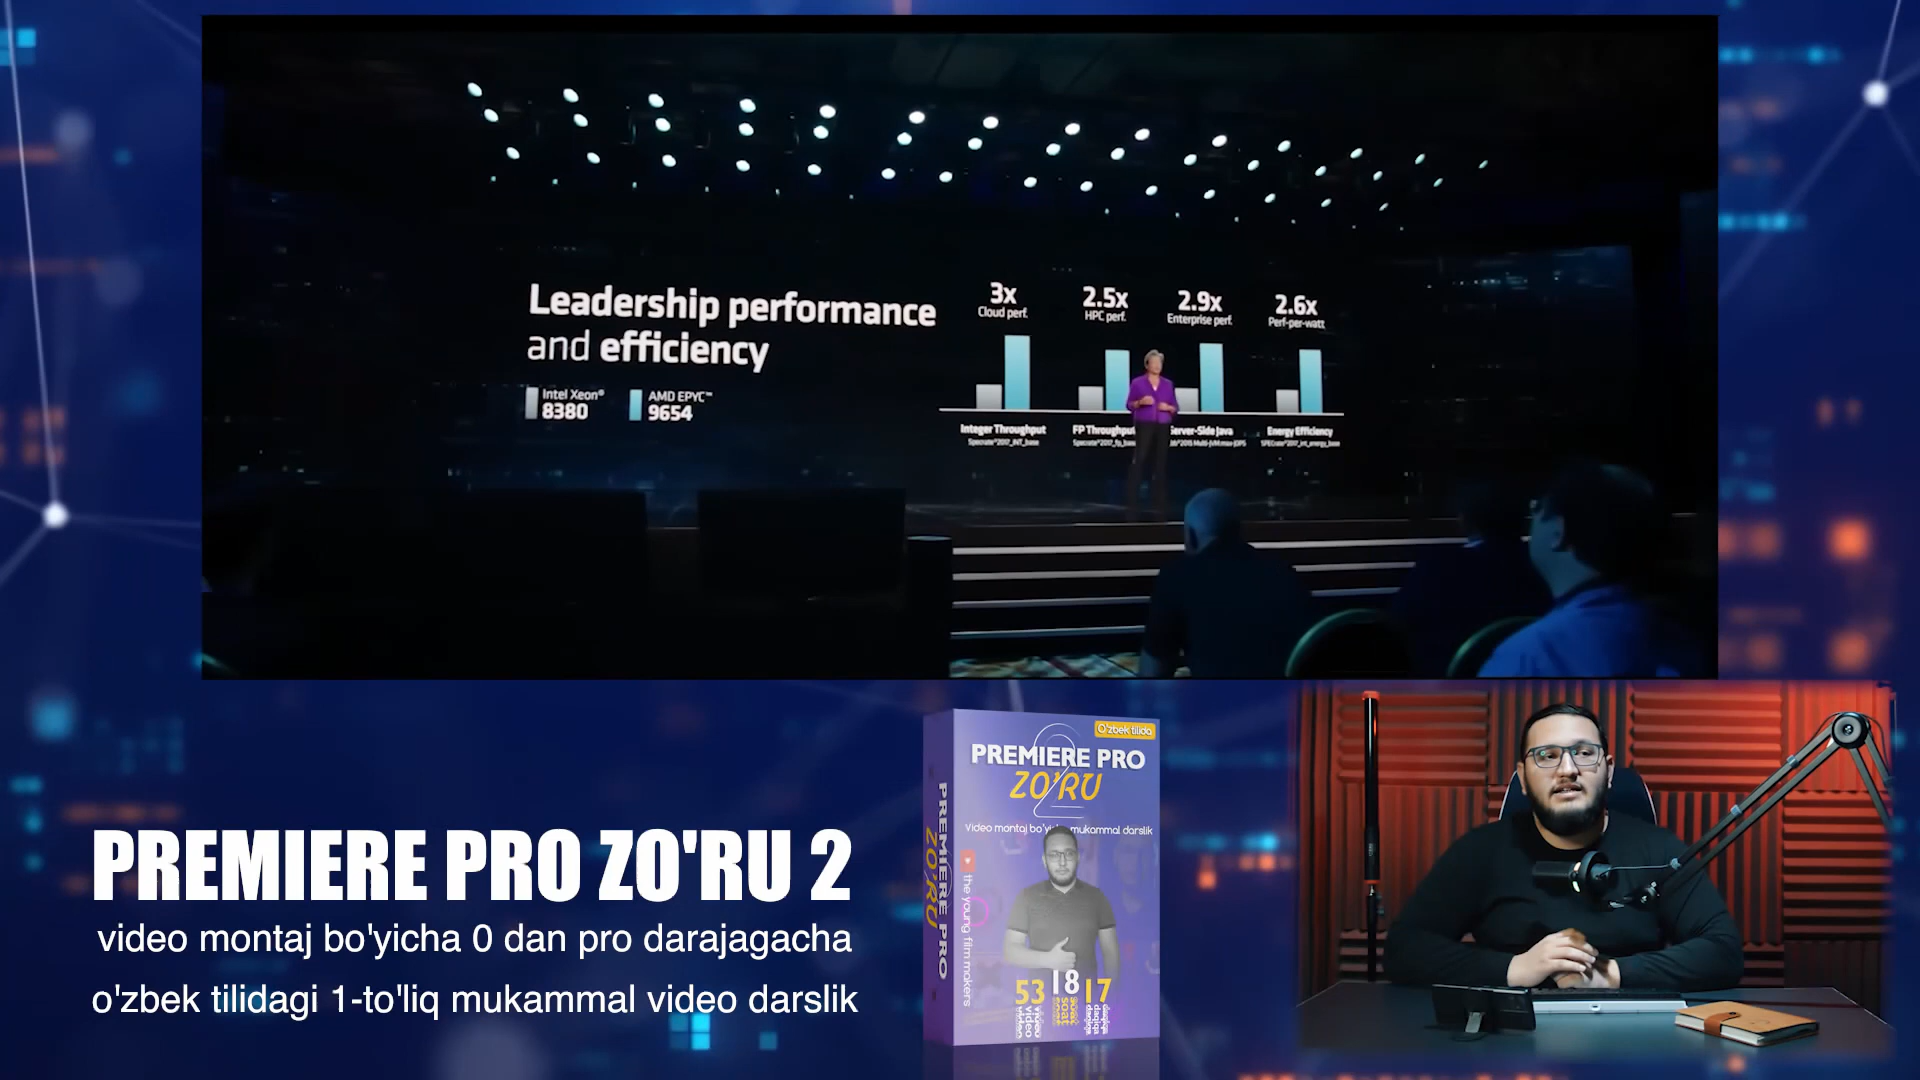 Leadership performance
and efficiency
Intel Xeon®
8380
AMD EPYC™
9654
3x
Cloud perf.
2.5x
HPC perf.
2.9x
Enterprise perf.
2.6x
Perf-per-watt
Integer Throughput
FP Throughput
Server-Side Java
Energy Efficiency
PREMIERE PRO ZO'RU 2
video montaj bo'yicha 0 dan pro darajagacha
o'zbek tilidagi 1-to'liq mukammal video darslik
O'zbek tilida
2
PREMIERE PRO
ZO'RU
Video montaj bo'yicha mukammal darslik
the young film makers
53 18 17
video soat daqiqa
PREMIERE PRO
ZO'RU